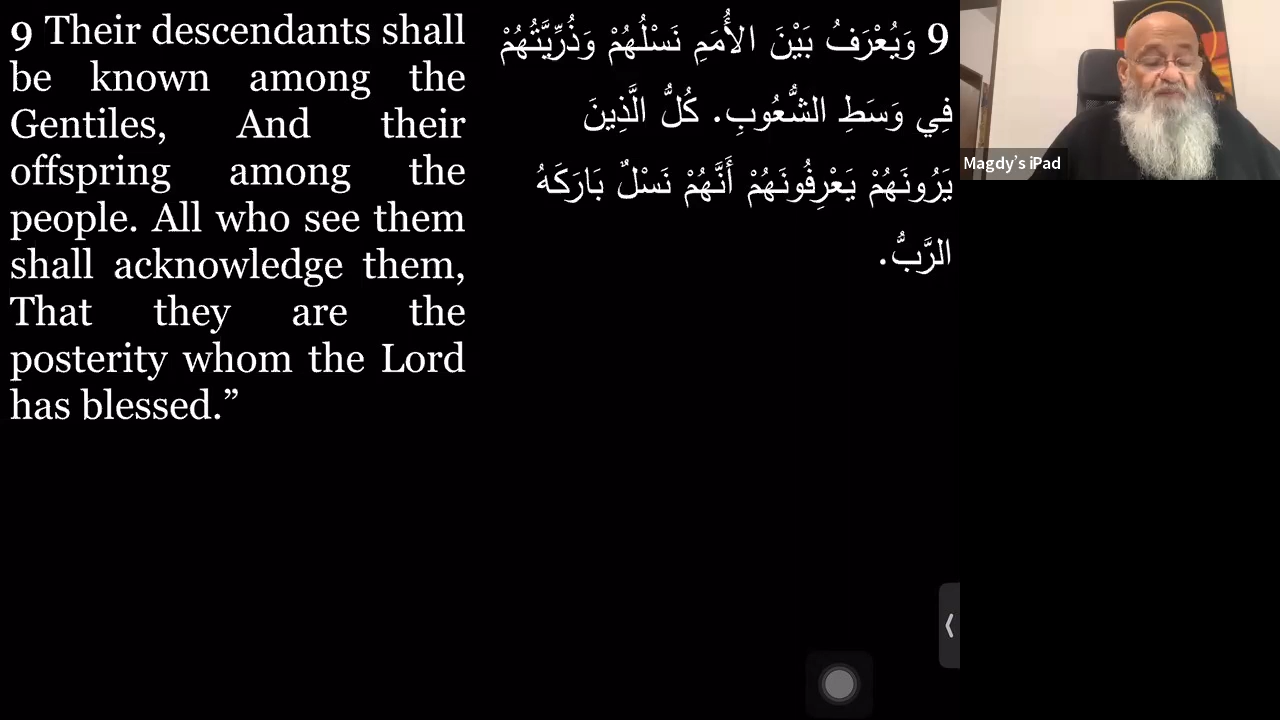 9 Their descendants shall
be known among the
Gentiles, And their
offspring among the
people. All who see them
shall acknowledge them,
That they are the
posterity whom the Lord
has blessed.”
9 وَيُعْرَفُ بَيْنَ الأُمَمِ نَسْلُهُمْ وَذُرِّيَّتُهُمْ
فِي وَسَطِ الشُّعُوبِ. كُلُّ الَّذِينَ
يَرُونَهُمْ يَعْرِفُونَهُمْ أَنَّهُمْ نَسْلٌ بَارَكَهُ
الرَّبُّ.
Magdy’s iPad